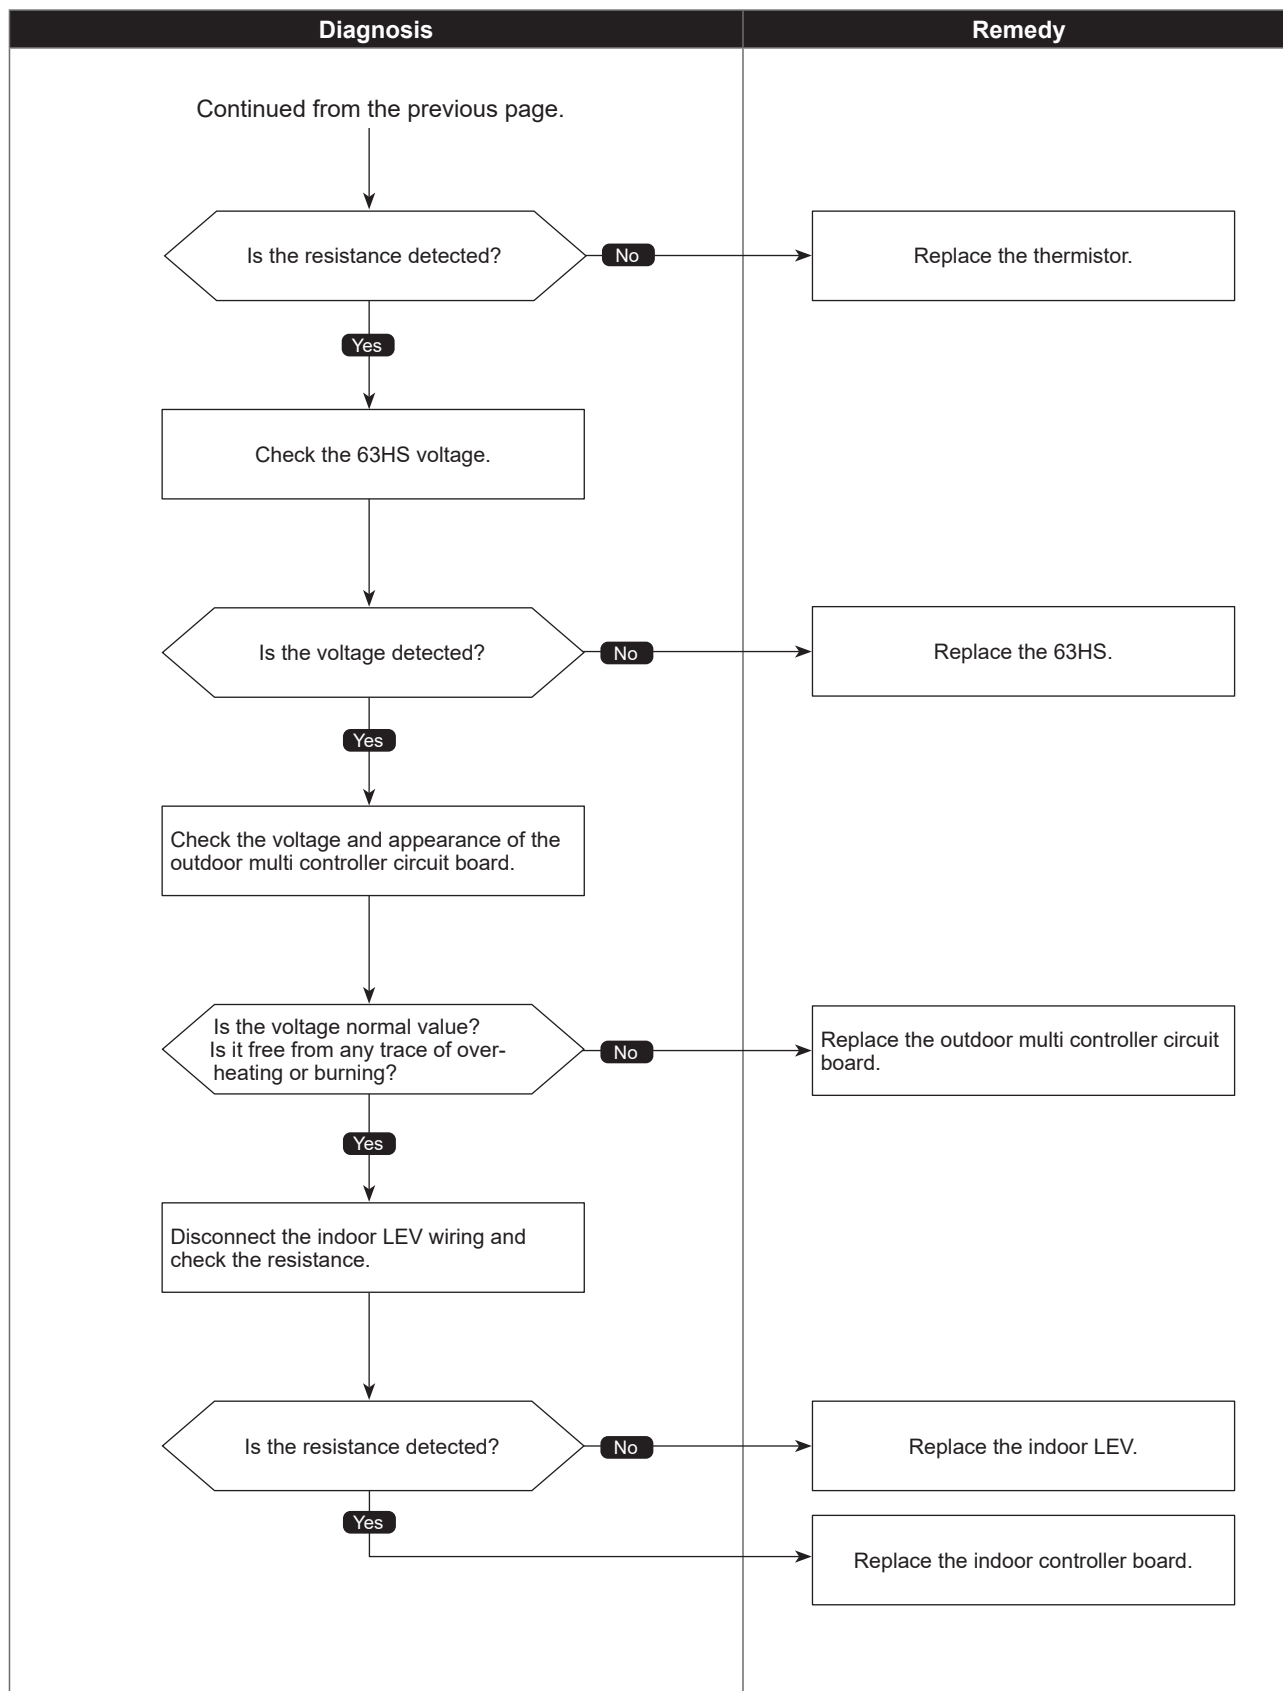 Diagnosis
Remedy
Continued from the previous page.
Is the resistance detected?
No
Replace the thermistor.
Yes
Check the 63HS voltage.
Is the voltage detected?
No
Replace the 63HS.
Yes
Check the voltage and appearance of the
outdoor multi controller circuit board.
Is the voltage normal value?
Is it free from any trace of over-
heating or burning?
No
Replace the outdoor multi controller circuit
board.
Yes
Disconnect the indoor LEV wiring and
check the resistance.
Is the resistance detected?
No
Replace the indoor LEV.
Yes
Replace the indoor controller board.